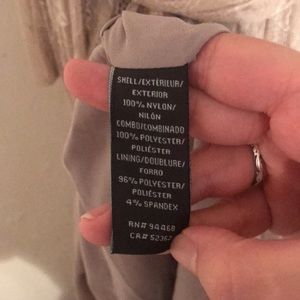 SHELL/EXTÉRIEUR/
EXTERIOR
100% NYLON/
NILÓN
COMBO/COMBINADO
100% POLYESTER/
POLIÉSTER
LINING/DOUBLURE/
FORRO
96% POLYESTER/
POLIÉSTER
4% SPANDEX
RN# 94468
CA# 52362